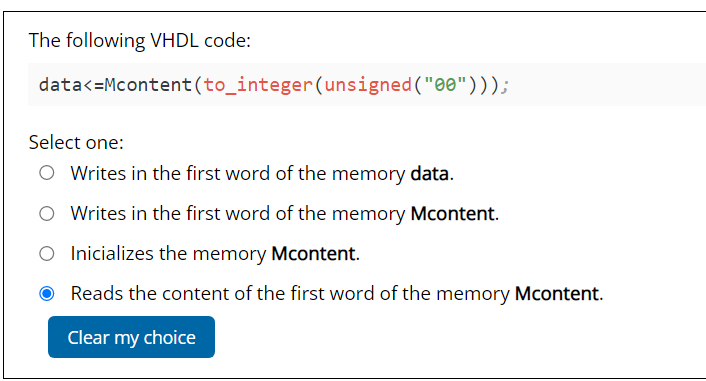 The following VHDL code:
data<=Mcontent(to_integer(unsigned("00")));
Select one:
Writes in the first word of the memory data.
Writes in the first word of the memory Mcontent.
Inicializes the memory Mcontent.
Reads the content of the first word of the memory Mcontent.
Clear my choice